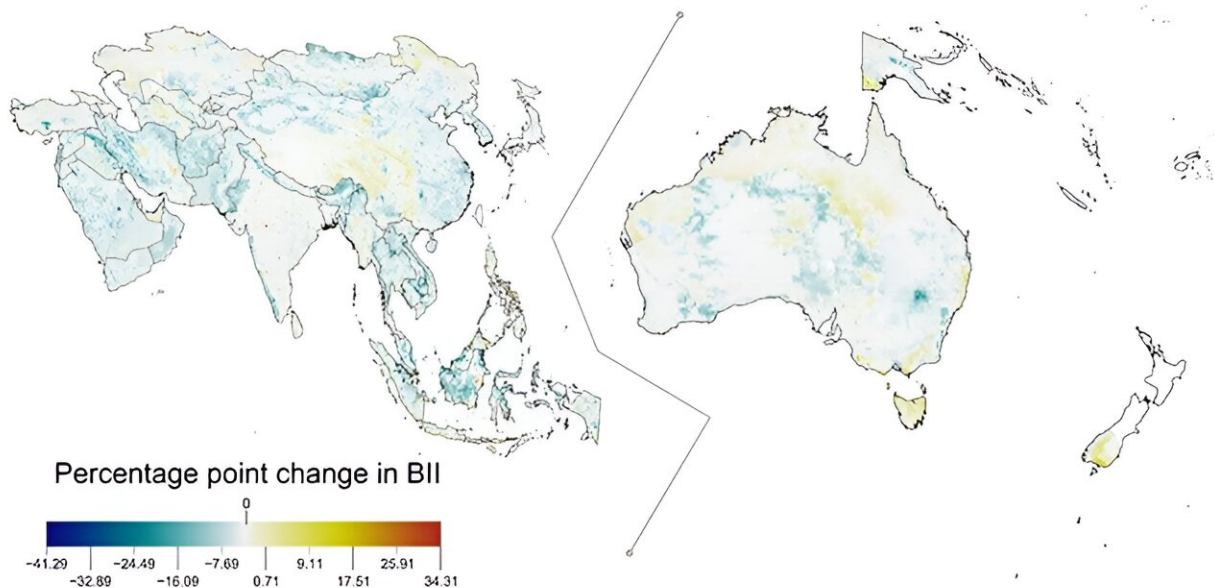 Percentage point change in BII
0
−41.29 −24.49 −7.69 9.11 25.91
−32.89 −16.09 0.71 17.51 34.31